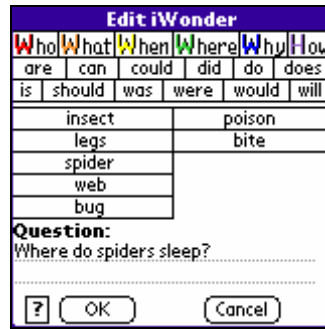 Edit iWonder
Who What When Where Why How
are can could did do does
is should was were would will
insect poison
legs bite
spider
web
bug
Question:
Where do spiders sleep?
? OK Cancel